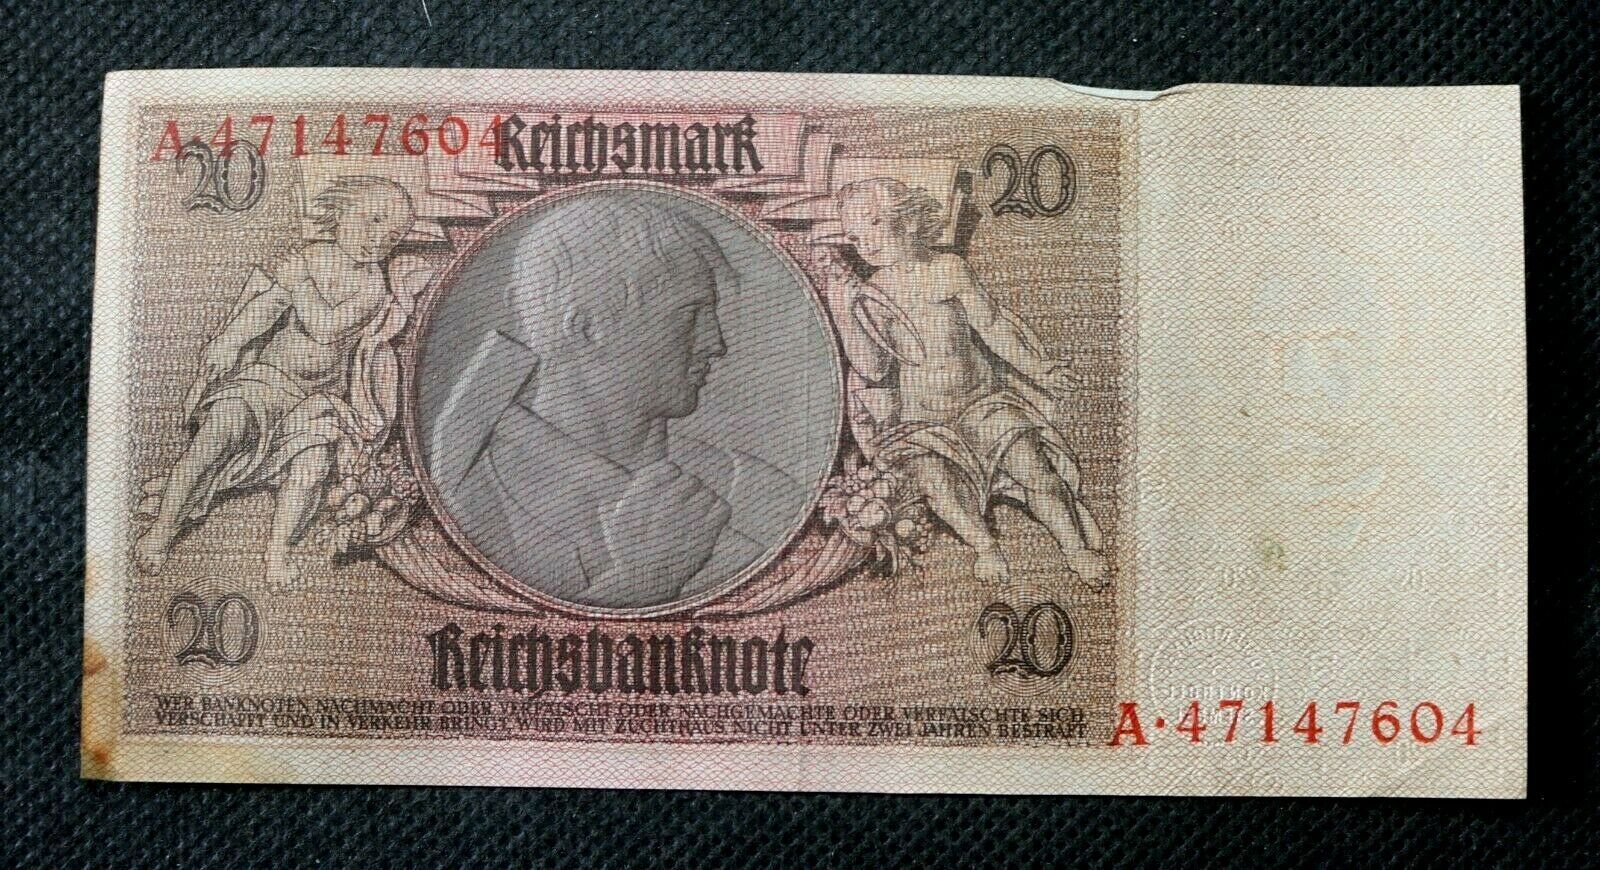 A·47147604
Reichsmark
20
20
20
20
Reichsbanknote
WER BANKNOTEN NACHMACHT ODER VERFÄLSCHT ODER NACHGEMACHTE ODER VERFÄLSCHTE SICH
VERSCHAFFT UND IN VERKEHR BRINGT, WIRD MIT ZUCHTHAUS NICHT UNTER ZWEI JAHREN BESTRAFT
A·47147604